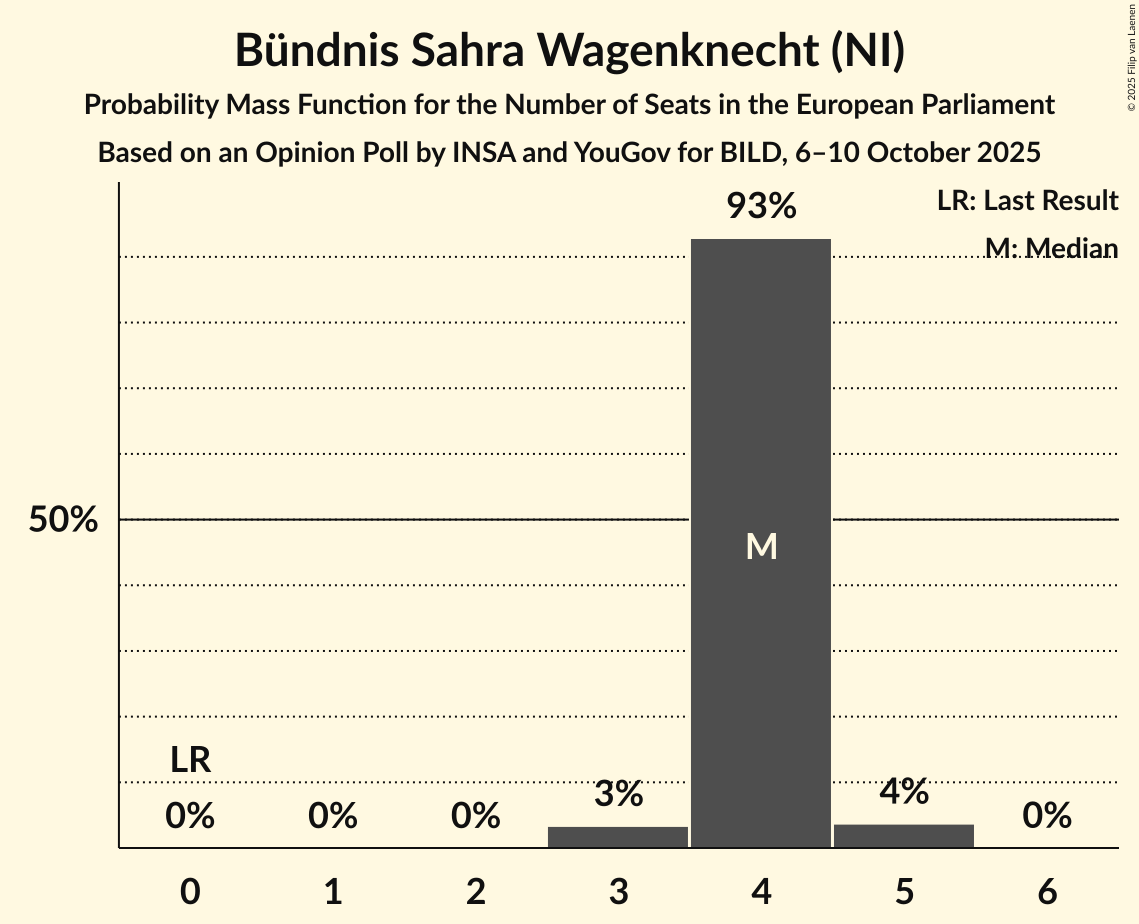 Bündnis Sahra Wagenknecht (NI)
Probability Mass Function for the Number of Seats in the European Parliament
Based on an Opinion Poll by INSA and YouGov for BILD, 6–10 October 2025
© 2025 Filip van Laenen
LR: Last Result
M: Median
93%
50%
M
LR
0% 0% 0% 3% 4% 0%
0 1 2 3 4 5 6